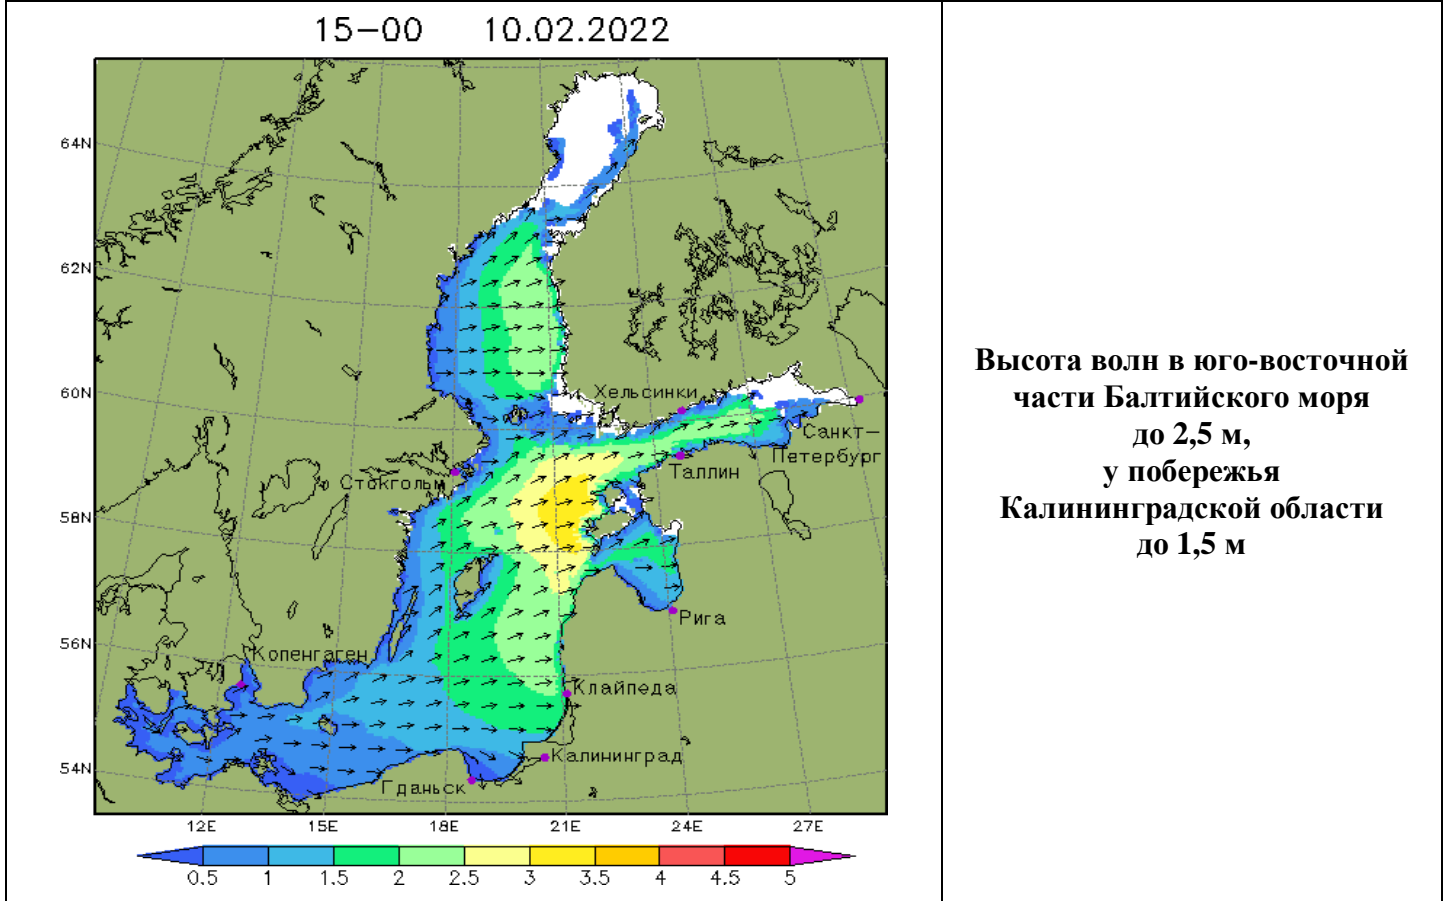 15-00 10.02.2022
64N
62N
60N
58N
56N
54N
Хельсинки
Санкт-
Петербург
Таллин
Стокгольм
Рига
Копенгаген
Клайпеда
Калининград
Гданьск
12E 15E 18E 21E 24E 27E
0.5 1 1.5 2 2.5 3 3.5 4 4.5 5
Высота волн в юго-восточной
части Балтийского моря
до 2,5 м,
у побережья
Калининградской области
до 1,5 м